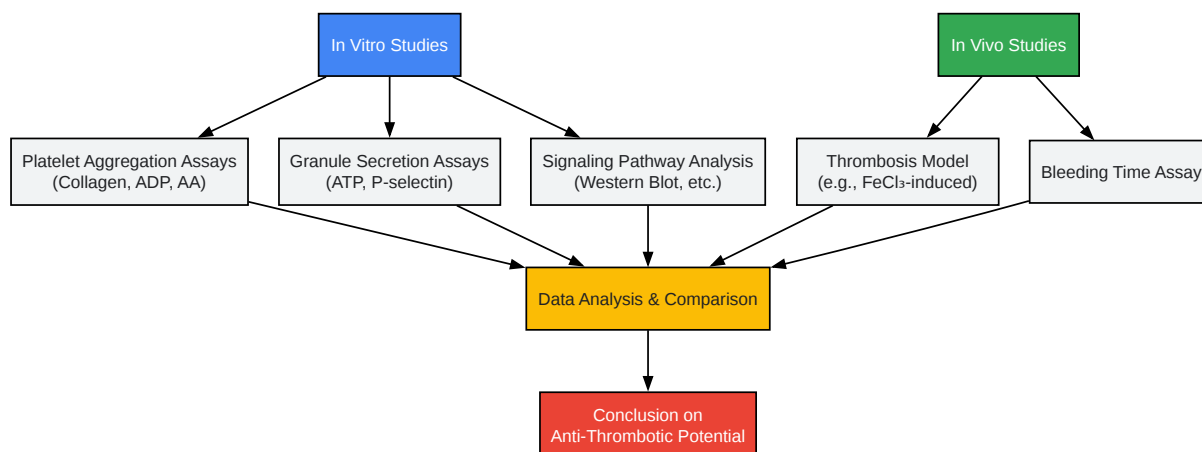 In Vitro Studies
In Vivo Studies
Platelet Aggregation Assays
(Collagen, ADP, AA)
Granule Secretion Assays
(ATP, P-selectin)
Signaling Pathway Analysis
(Western Blot, etc.)
Thrombosis Model
(e.g., FeCl₃-induced)
Bleeding Time Assay
Data Analysis & Comparison
Conclusion on
Anti-Thrombotic Potential